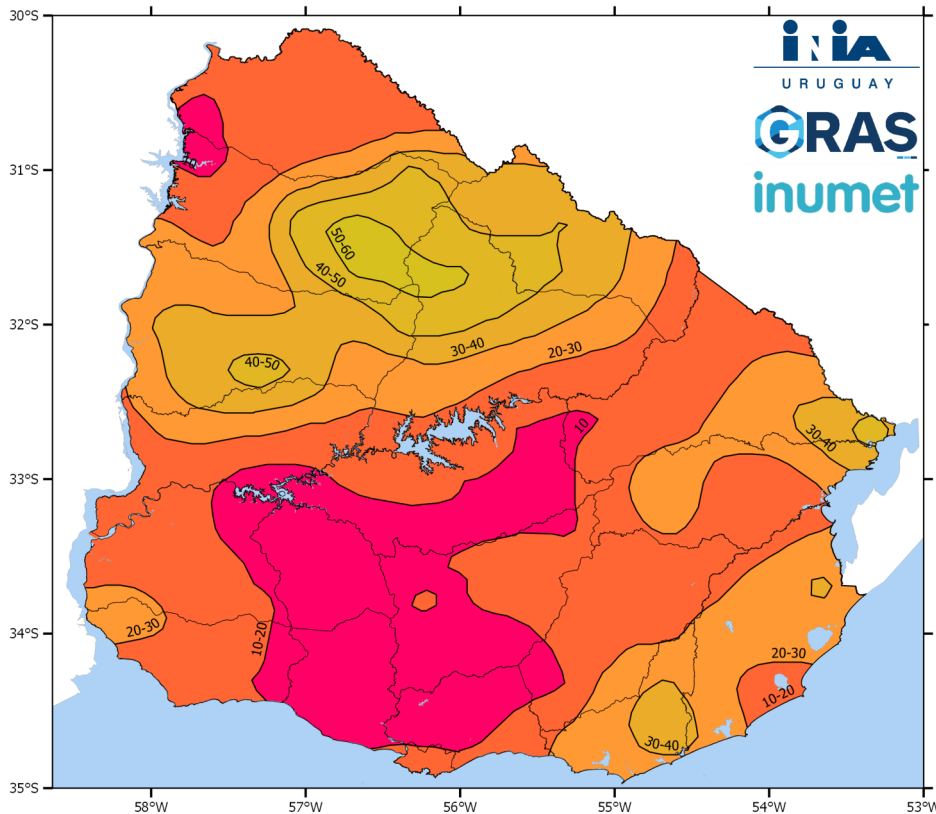 30°S
31°S
32°S
33°S
34°S
35°S
58°W
57°W
56°W
55°W
54°W
53°W
INIA
URUGUAY
GRAS
inumet
50-60
40-50
30-40
20-30
40-50
10
30-40
20-30
10-20
20-30
10-20
30-40